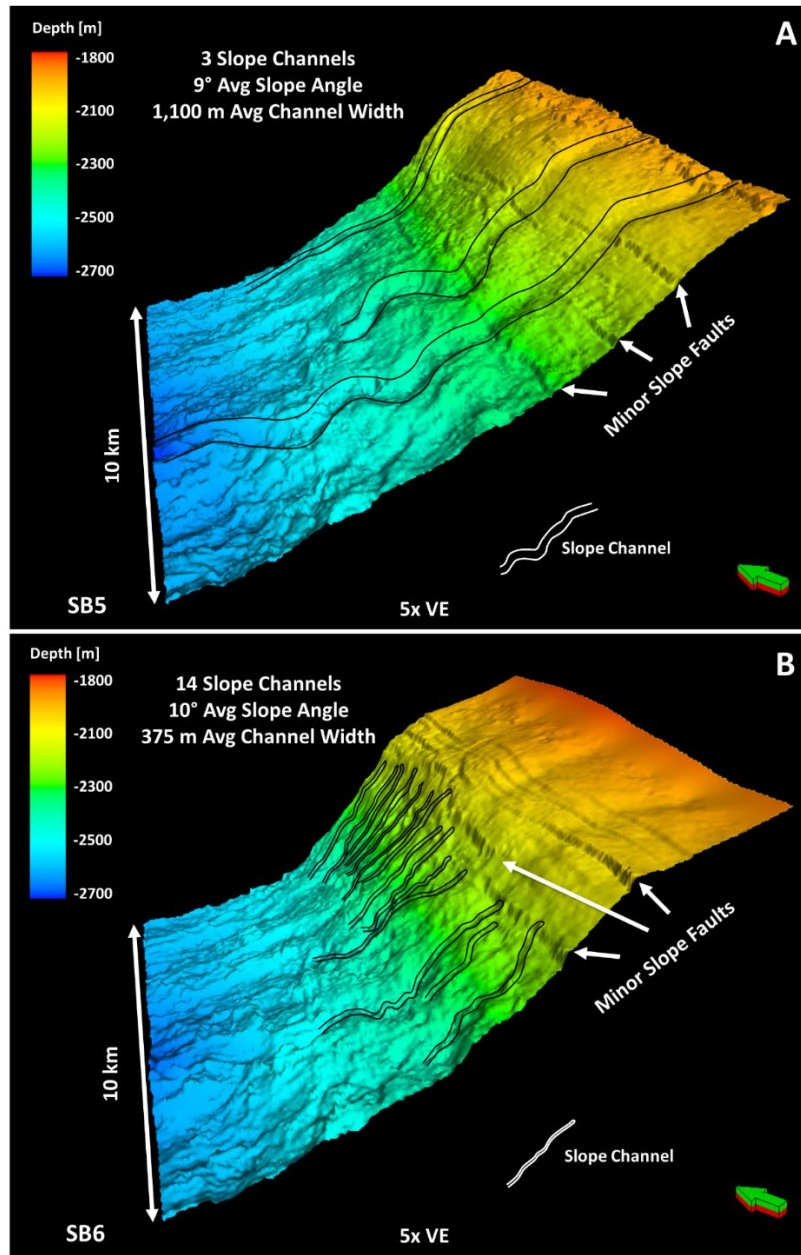 Depth [m]
-1800
-2100
-2300
-2500
-2700
3 Slope Channels
9° Avg Slope Angle
1,100 m Avg Channel Width
A
Minor Slope Faults
10 km
Slope Channel
SB5
5x VE
Depth [m]
-1800
-2100
-2300
-2500
-2700
14 Slope Channels
10° Avg Slope Angle
375 m Avg Channel Width
B
Minor Slope Faults
10 km
Slope Channel
SB6
5x VE